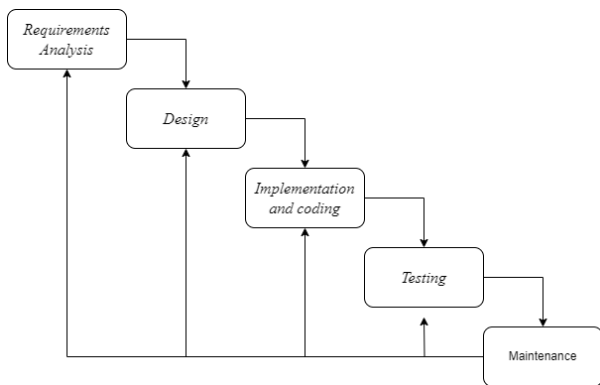 Requirements
Analysis
Design
Implementation
and coding
Testing
Maintenance